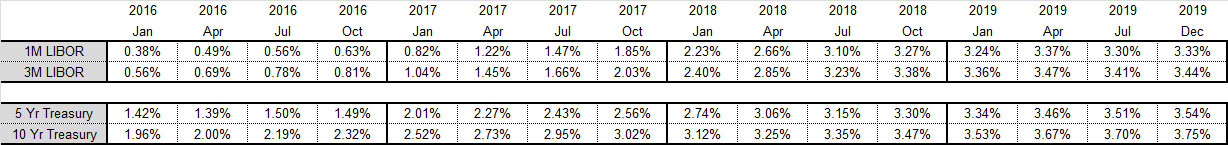 2016 2016 2016 2016 2017 2017 2017 2017 2018 2018 2018 2018 2019 2019 2019 2019
Jan Apr Jul Oct Jan Apr Jul Oct Jan Apr Jul Oct Jan Apr Jul Dec
1M LIBOR 0.38% 0.49% 0.56% 0.63% 0.82% 1.22% 1.47% 1.85% 2.23% 2.66% 3.10% 3.27% 3.24% 3.37% 3.30% 3.33%
3M LIBOR 0.56% 0.69% 0.78% 0.81% 1.04% 1.45% 1.66% 2.03% 2.40% 2.85% 3.23% 3.38% 3.36% 3.47% 3.41% 3.44%
5 Yr Treasury 1.42% 1.39% 1.50% 1.49% 2.01% 2.27% 2.43% 2.56% 2.74% 3.06% 3.15% 3.30% 3.34% 3.46% 3.51% 3.54%
10 Yr Treasury 1.96% 2.00% 2.19% 2.32% 2.52% 2.73% 2.95% 3.02% 3.12% 3.25% 3.35% 3.47% 3.53% 3.67% 3.70% 3.75%